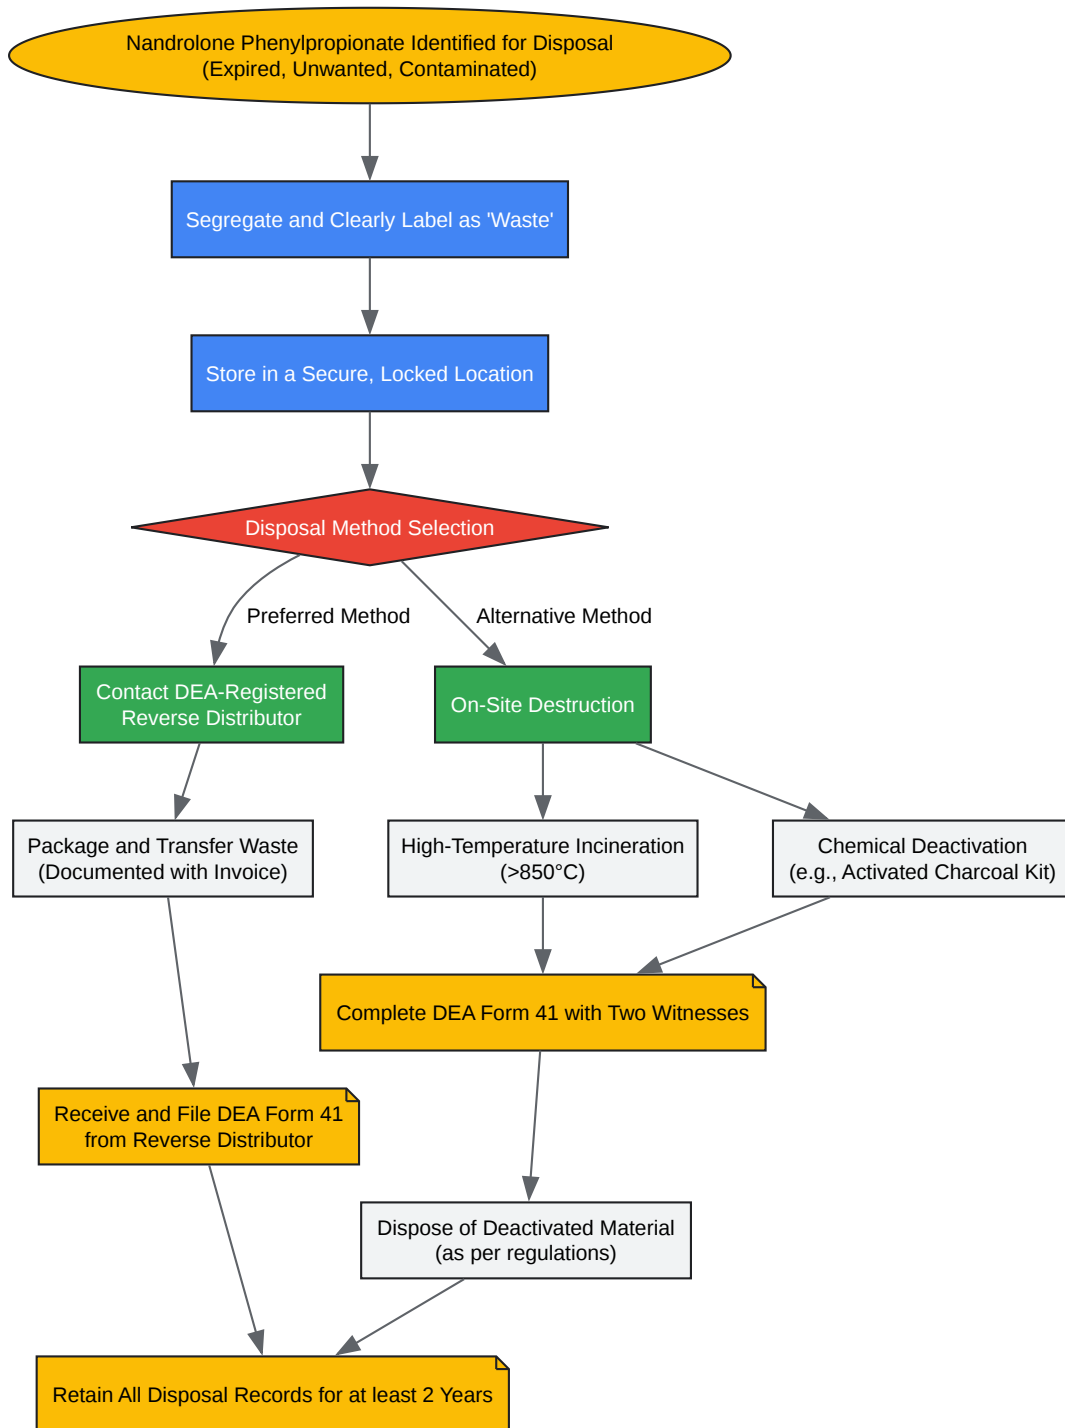 Nandrolone Phenylpropionate Identified for Disposal
(Expired, Unwanted, Contaminated)
Segregate and Clearly Label as 'Waste'
Store in a Secure, Locked Location
Disposal Method Selection
Preferred Method
Alternative Method
Contact DEA-Registered
Reverse Distributor
On-Site Destruction
Package and Transfer Waste
(Documented with Invoice)
High-Temperature Incineration
(>850°C)
Chemical Deactivation
(e.g., Activated Charcoal Kit)
Complete DEA Form 41 with Two Witnesses
Receive and File DEA Form 41
from Reverse Distributor
Dispose of Deactivated Material
(as per regulations)
Retain All Disposal Records for at least 2 Years